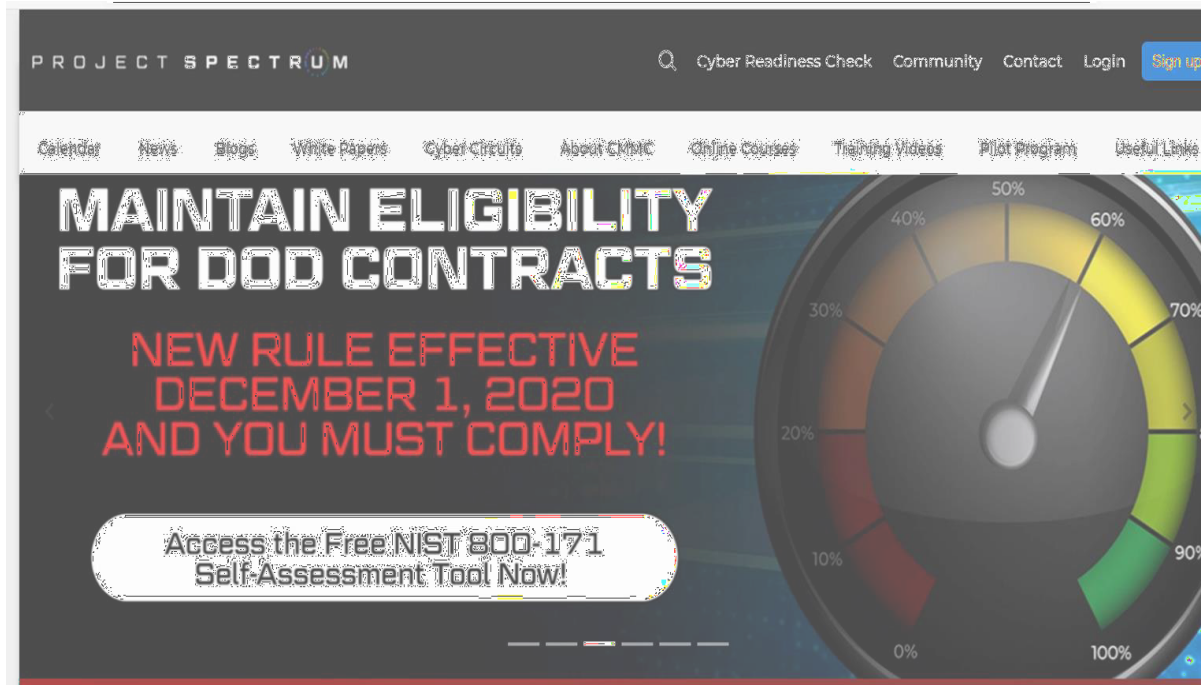 PROJECT SPECTRUM
Cyber Readiness Check Community Contact Login Sign up
Calendar News Blogs White Papers Cyber Circuits About CMMC Online Courses Training Videos Pilot Program Useful Links
MAINTAIN ELIGIBILITY
FOR DOD CONTRACTS
NEW RULE EFFECTIVE
DECEMBER 1, 2020
AND YOU MUST COMPLY!
Access the Free NIST 800-171
Self-Assessment Tool Now!
50%
40% 60%
30% 70%
20%
10% 90%
0% 100%